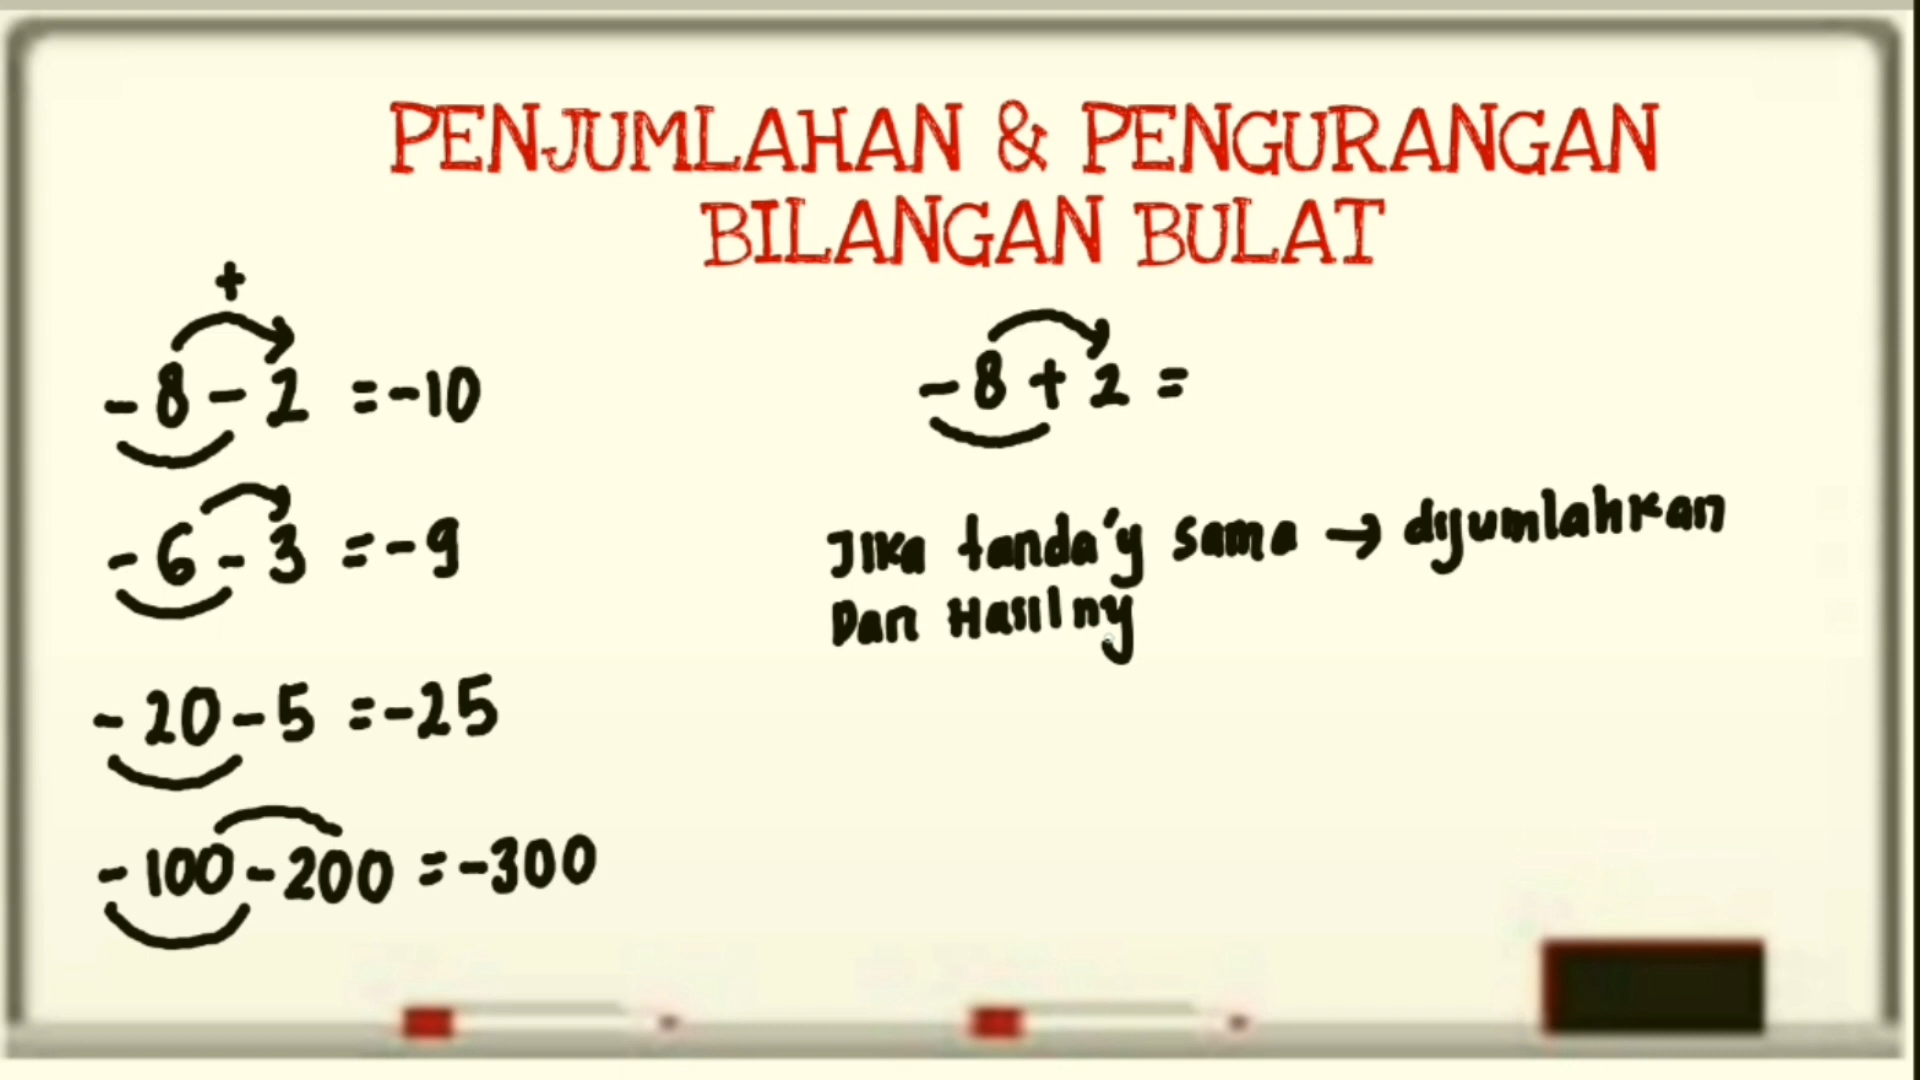 PENJUMLAHAN & PENGURANGAN
BILANGAN BULAT
+
-8-2 =-10
-6-3 =-9
-20-5 =-25
-100-200 =-300
-8+2 =
Jika tanda'y sama → dijumlahkan
Dan Hasilny